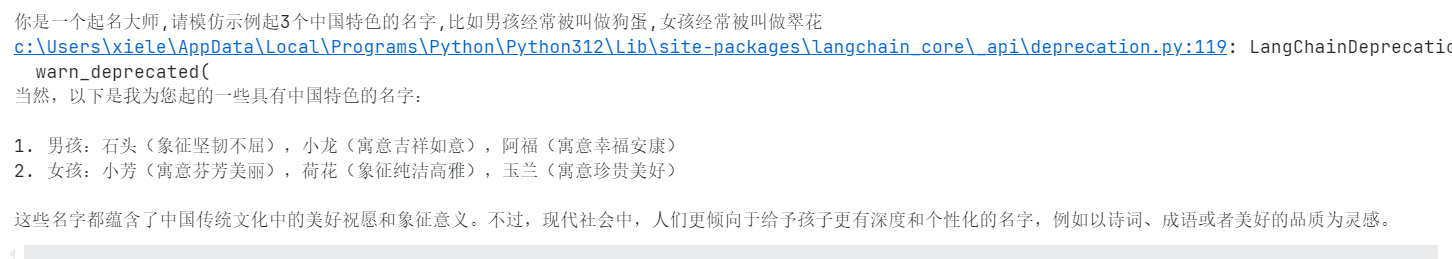 你是一个起名大师,请模仿示例起3个中国特色的名字,比如男孩经常被叫做狗蛋,女孩经常被叫做翠花
c:\Users\xiele\AppData\Local\Programs\Python\Python312\Lib\site-packages\langchain_core\_api\deprecation.py:119: LangChainDeprecatio
warn_deprecated(
当然，以下是我为您起的一些具有中国特色的名字：
1. 男孩：石头（象征坚韧不屈），小龙（寓意吉祥如意），阿福（寓意幸福安康）
2. 女孩：小芳（寓意芬芳美丽），荷花（象征纯洁高雅），玉兰（寓意珍贵美好）
这些名字都蕴含了中国传统文化中的美好祝愿和象征意义。不过，现代社会中，人们更倾向于给予孩子更有深度和个性化的名字，例如以诗词、成语或者美好的品质为灵感。